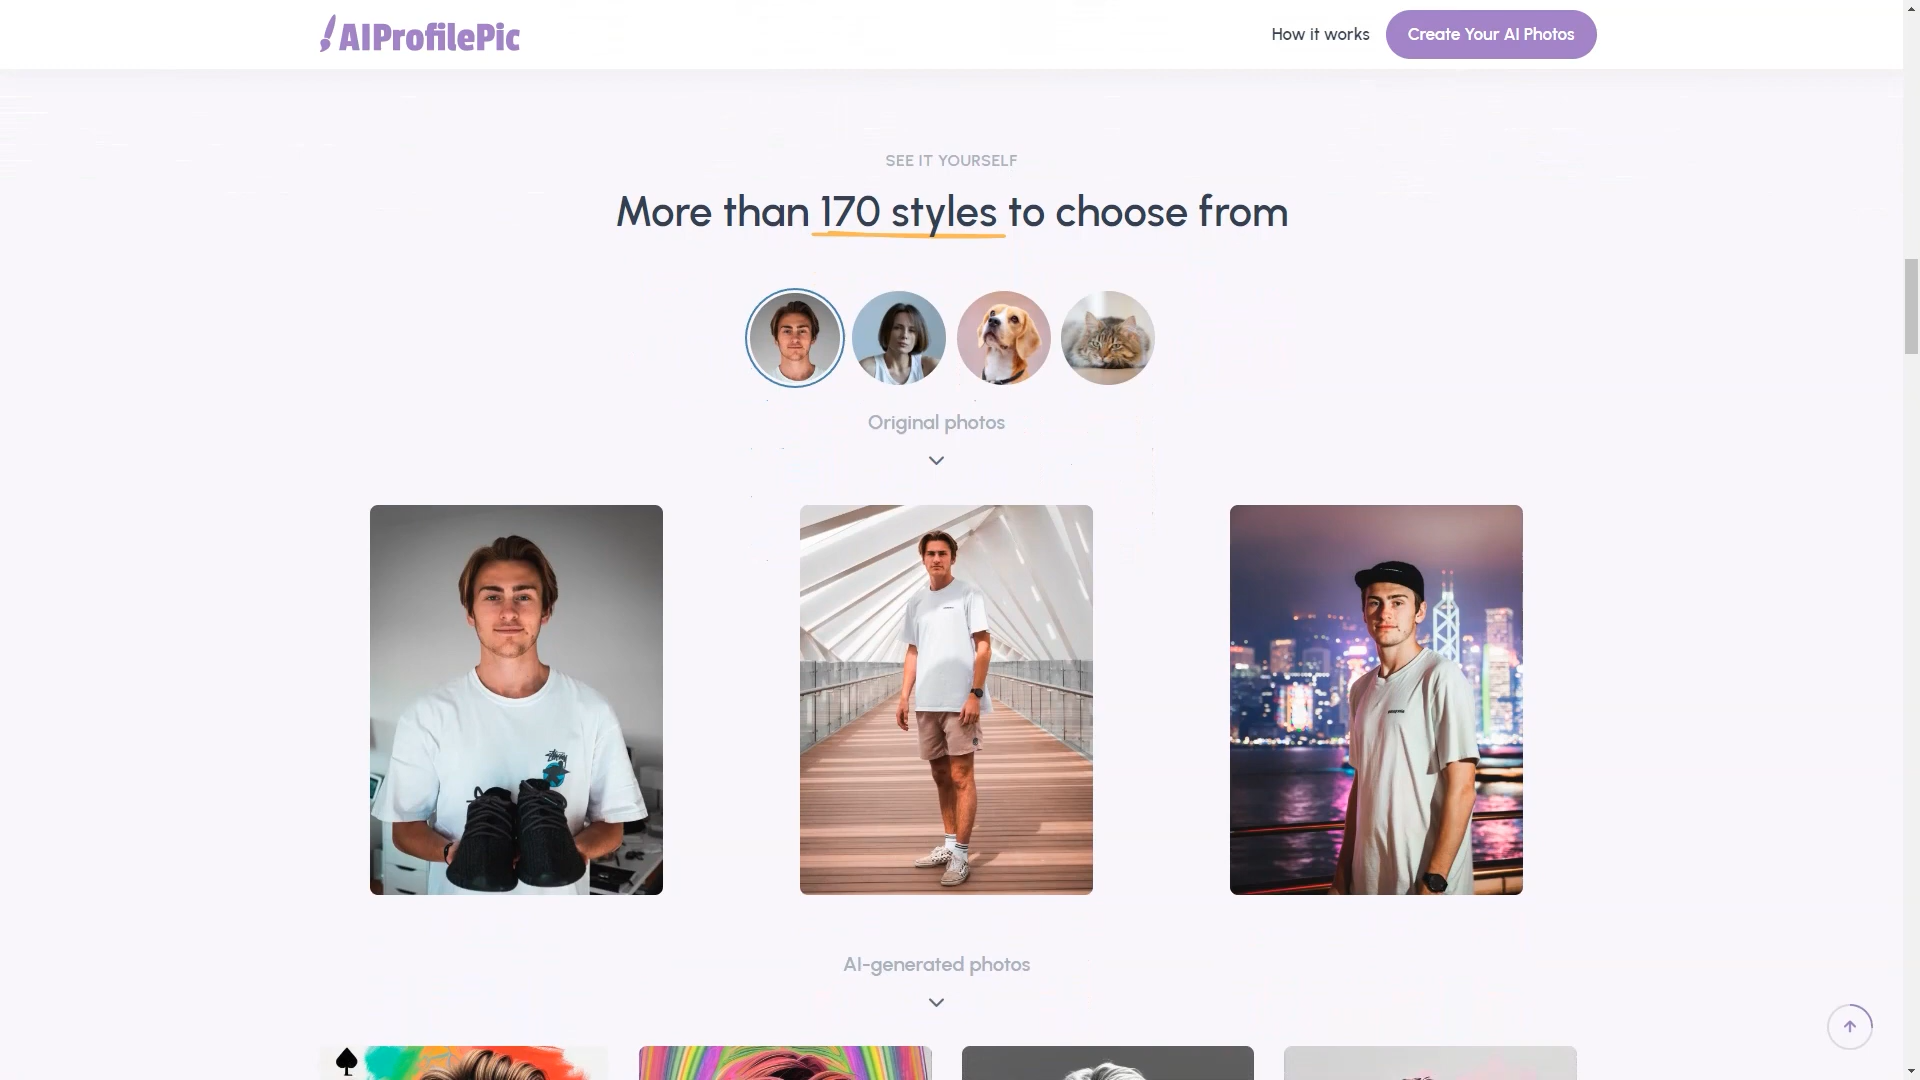 AIProfilePic
How it works
Create Your AI Photos
SEE IT YOURSELF
More than 170 styles to choose from
Original photos
AI-generated photos